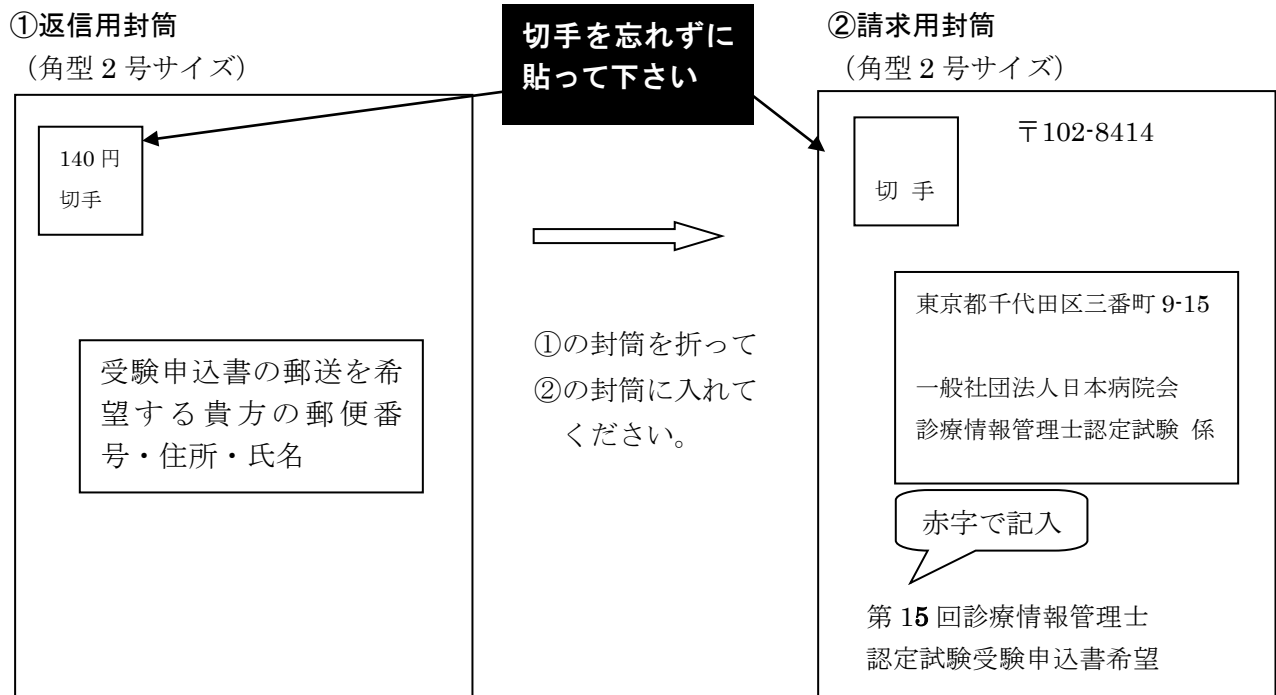 ①返信用封筒
（角型 2 号サイズ）
140 円
切手
受験申込書の郵送を希
望する貴方の郵便番
号・住所・氏名
切手を忘れずに
貼って下さい
①の封筒を折って
②の封筒に入れて
ください。
②請求用封筒
（角型 2 号サイズ）
〒102-8414
切 手
東京都千代田区三番町 9-15
一般社団法人日本病院会
診療情報管理士認定試験 係
赤字で記入
第 15 回診療情報管理士
認定試験受験申込書希望